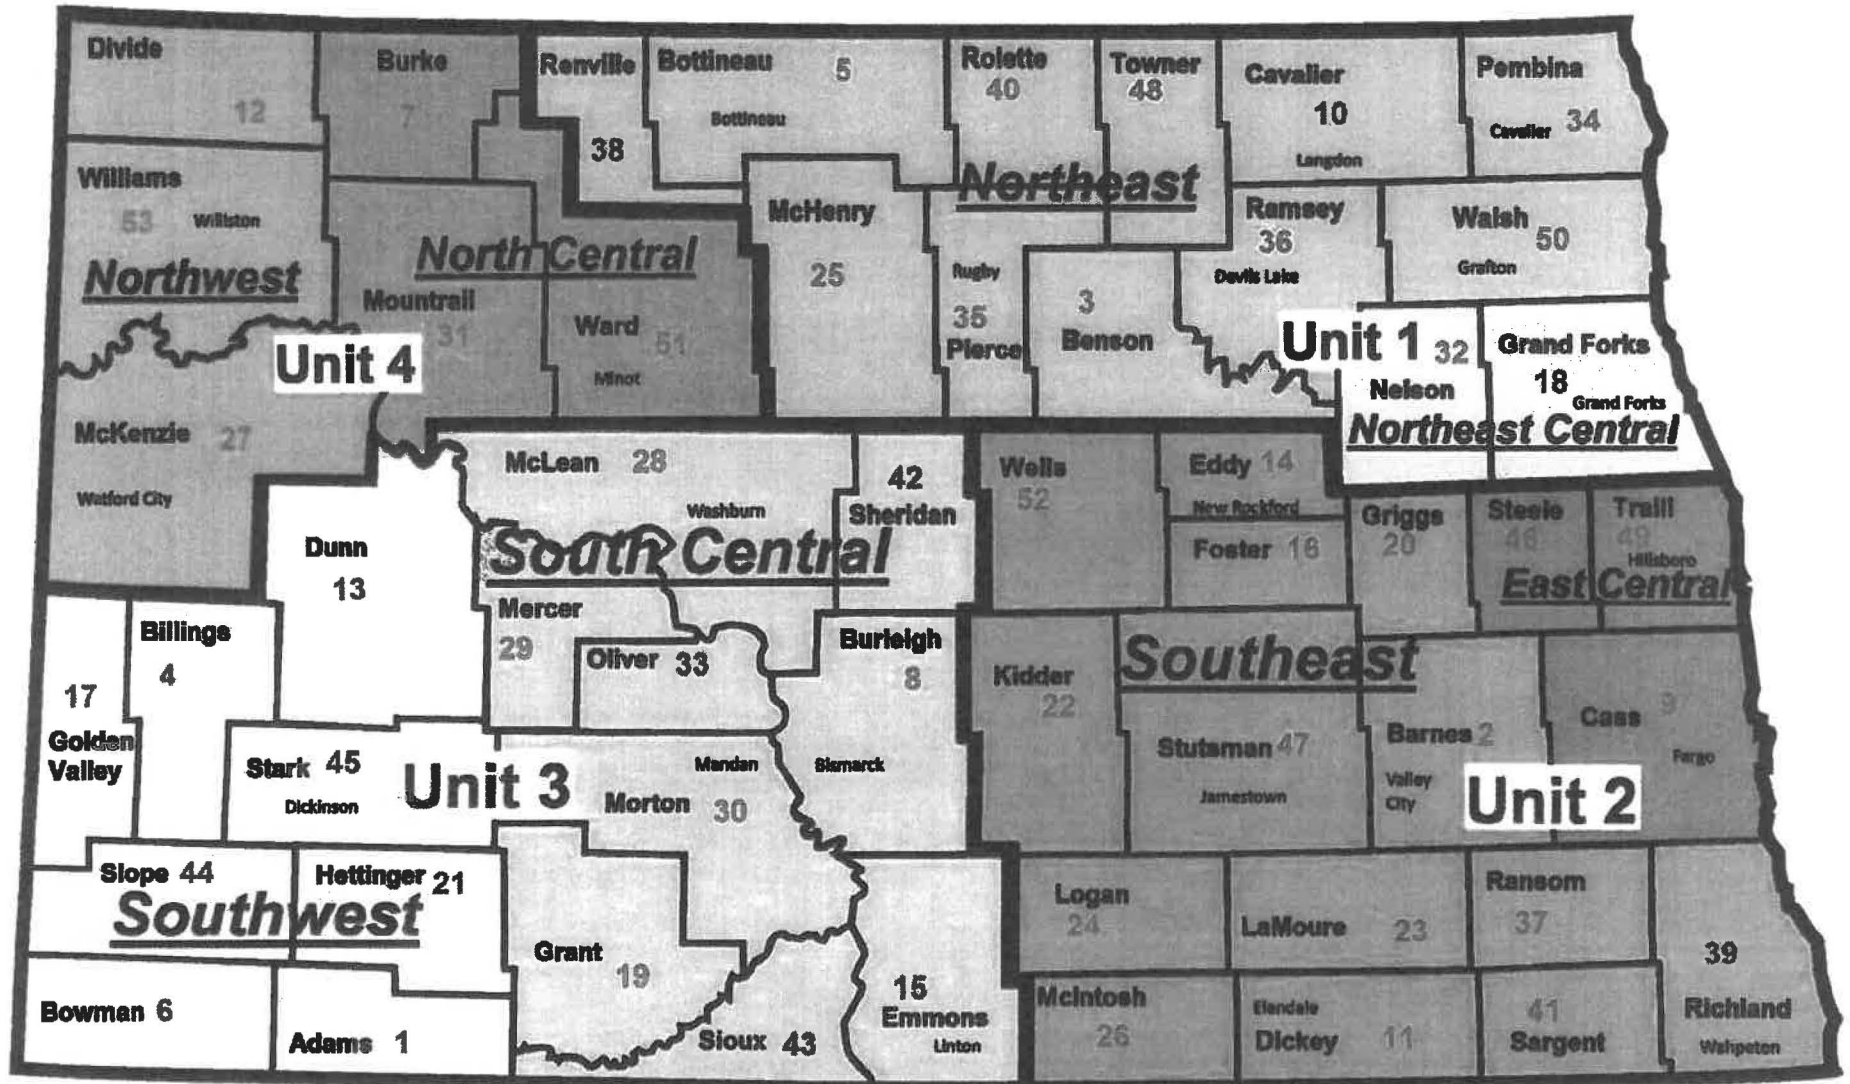 Divide
12
Burke
7
Renville
38
Bottineau 5
Bottineau
Rolette
40
Towner
48
Cavalier
10
Langdon
Pembina
Cavalier 34
Williams
53 Williston
Northwest
North Central
Mountrail
31
Ward
51
Minot
McHenry
25
Northeast
Rugby
35
Pierce
3
Benson
Ramsey
36
Devils Lake
Walsh
50
Grafton
Unit 4
Unit 1
32
Nelson
Grand Forks
18
Grand Forks
Northeast Central
McKenzie 27
Watford City
McLean 28
Washburn
42
Sheridan
Wells
52
Eddy 14
New Rockford
Foster 16
Griggs
20
Steele
46
Traill
49
Hillsboro
East Central
Dunn
13
South Central
Mercer
29
Oliver 33
Burleigh
8
Bismarck
Kidder
22
Southeast
Stutsman 47
Jamestown
Barnes 2
Valley
City
Cass 9
Fargo
Unit 2
Billings
4
17
Golden
Valley
Stark 45
Dickinson
Unit 3
Mandan
Morton 30
Slope 44
Hettinger 21
Southwest
Bowman 6
Adams 1
Grant
19
Sioux 43
15
Emmons
Linton
Logan
24
LaMoure 23
Ransom
37
39
Richland
Wahpeton
McIntosh
26
Elendale
Dickey 11
41
Sargent